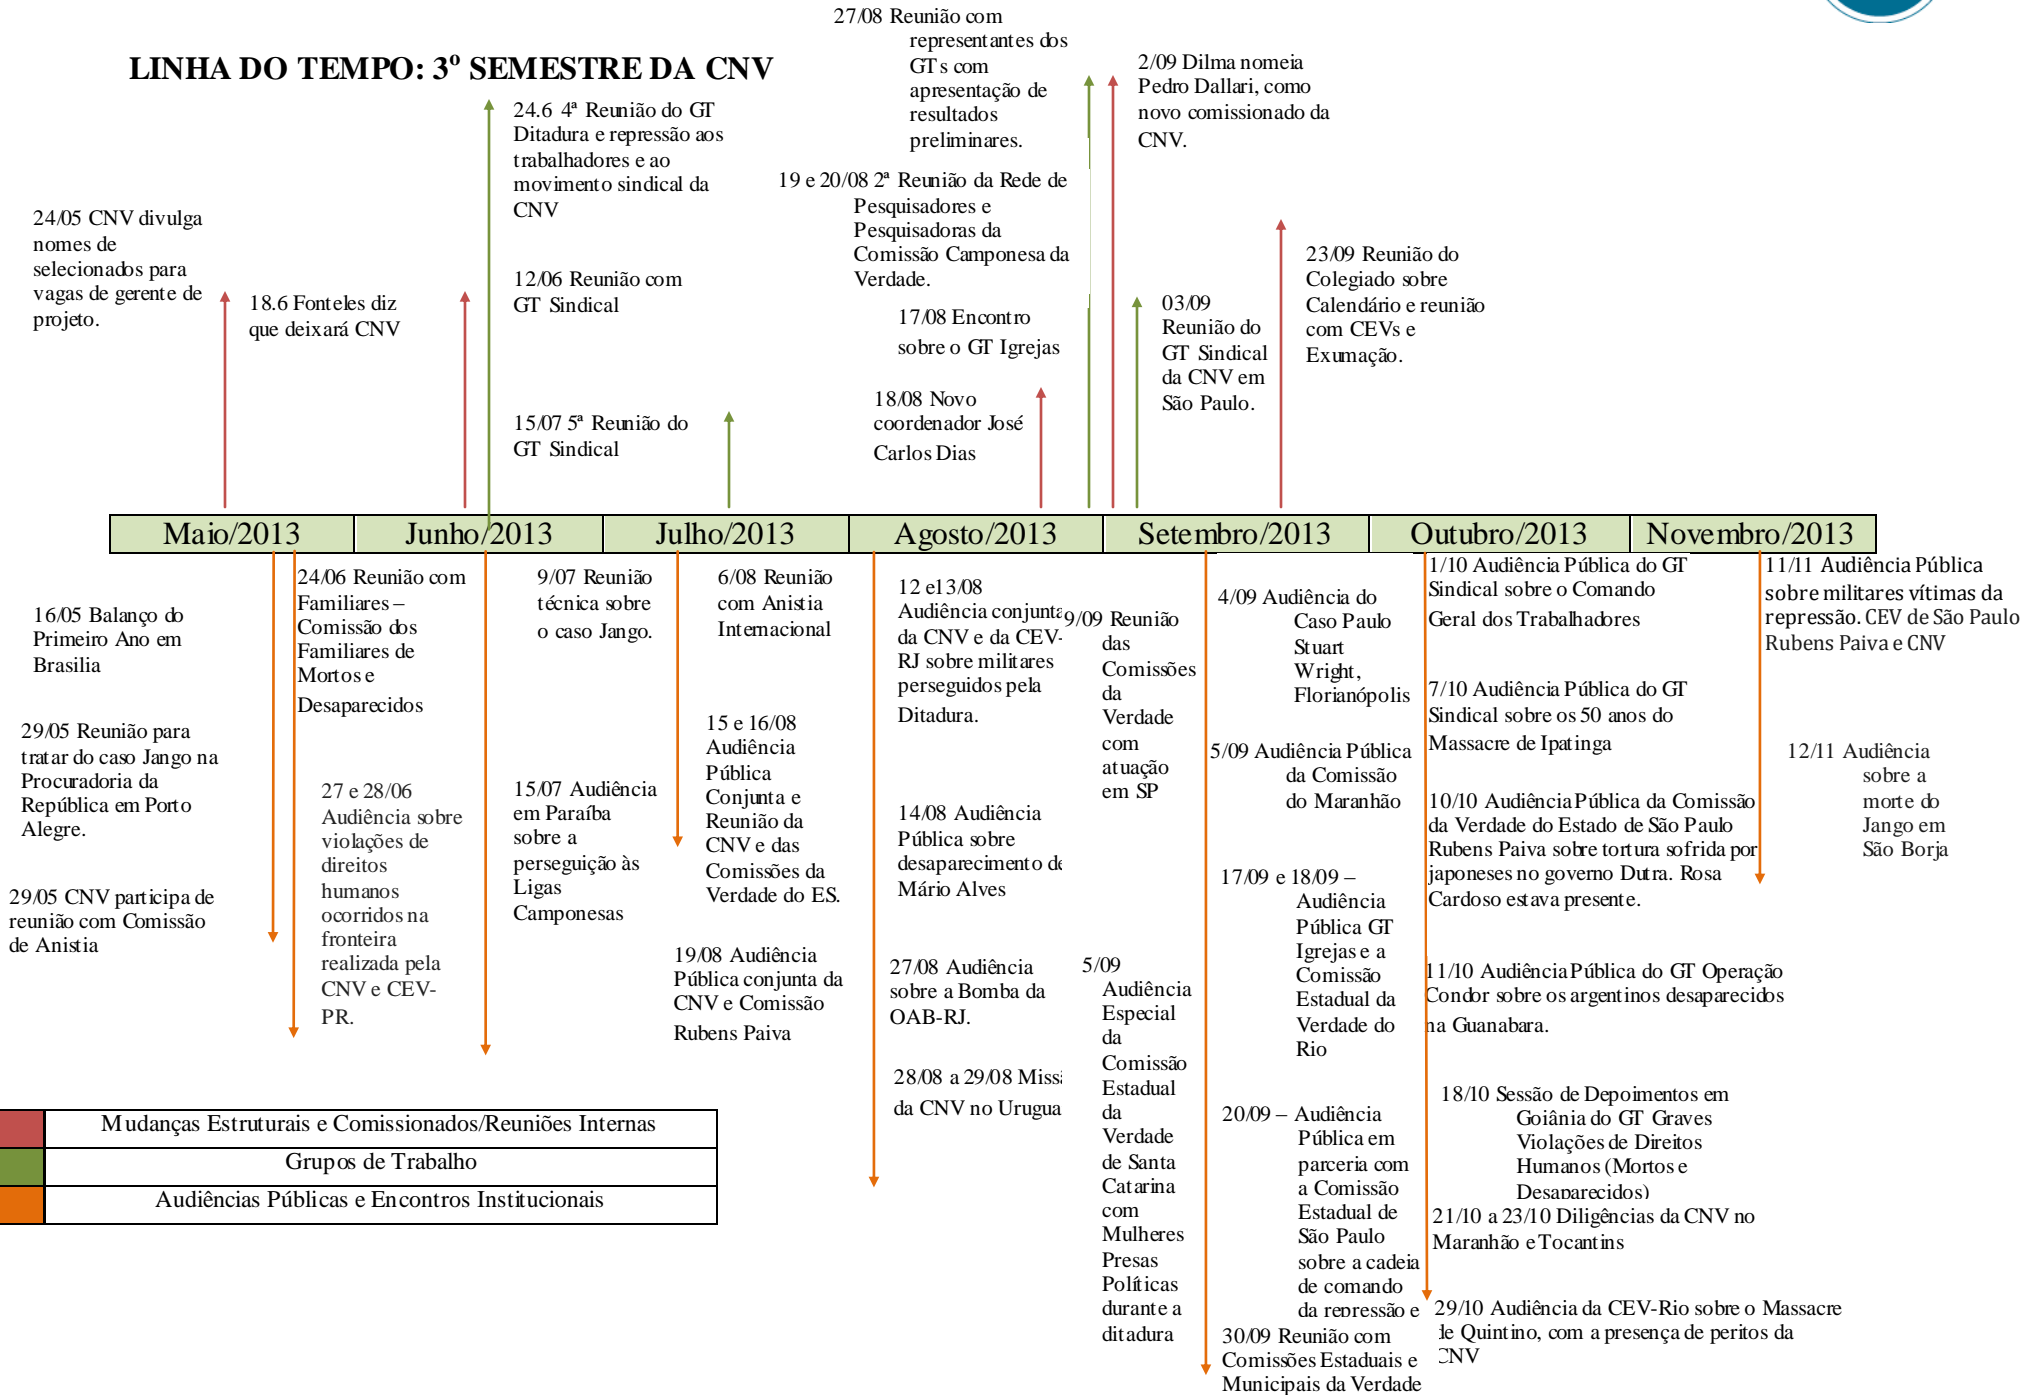 LINHA DO TEMPO: 3º SEMESTRE DA CNV
24/05 CNV divulga
nomes de
selecionados para
vagas de gerente de
projeto.
18.6 Fonteles diz
que deixará CNV
24.6 4ª Reunião do GT
Ditadura e repressão aos
trabalhadores e ao
movimento sindical da
CNV
12/06 Reunião com
GT Sindical
15/07 5ª Reunião do
GT Sindical
27/08 Reunião com
representantes dos
GTs com
apresentação de
resultados
preliminares.
19 e 20/08 2ª Reunião da Rede de
Pesquisadores e
Pesquisadoras da
Comissão Camponesa da
Verdade.
17/08 Encontro
sobre o GT Igrejas
18/08 Novo
coordenador José
Carlos Dias
2/09 Dilma nomeia
Pedro Dallari, como
novo comissionado da
CNV.
03/09
Reunião do
GT Sindical
da CNV em
São Paulo.
23/09 Reunião do
Colegiado sobre
Calendário e reunião
com CEVs e
Exumação.
Maio/2013 Junho/2013 Julho/2013 Agosto/2013 Setembro/2013 Outubro/2013 Novembro/2013
16/05 Balanço do
Primeiro Ano em
Brasilia
29/05 Reunião para
tratar do caso Jango na
Procuradoria da
República em Porto
Alegre.
29/05 CNV participa de
reunião com Comissão
de Anistia
24/06 Reunião com
Familiares –
Comissão dos
Familiares de
Mortos e
Desaparecidos
27 e 28/06
Audiência sobre
violações de
direitos
humanos
ocorridos na
fronteira
realizada pela
CNV e CEV-
PR.
9/07 Reunião
técnica sobre
o caso Jango.
15/07 Audiência
em Paraíba
sobre a
perseguição às
Ligas
Camponesas
6/08 Reunião
com Anistia
Internacional
15 e 16/08
Audiência
Pública
Conjunta e
Reunião da
CNV e das
Comissões da
Verdade do ES.
19/08 Audiência
Pública conjunta da
CNV e Comissão
Rubens Paiva
12 e13/08
Audiência conjunta
da CNV e da CEV-
RJ sobre militares
perseguidos pela
Ditadura.
14/08 Audiência
Pública sobre
desaparecimento de
Mário Alves
27/08 Audiência
sobre a Bomba da
OAB-RJ.
28/08 a 29/08
da CNV no
9/09 Reunião
das
Comissões
da
Verdade
com
atuação
em SP
5/09
Audiência
Especial
da
Comissão
Estadual
da
Verdade
de Santa
Catarina
com
Mulheres
Presas
Políticas
durante a
ditadura
4/09 Audiência do
Caso Paulo
Stuart
Wright,
Florianópolis
5/09 Audiência Pública
da Comissão
do Maranhão
17/09 e 18/09 –
Audiência
Pública GT
Igrejas e a
Comissão
Estadual da
Verdade do
Rio
20/09 – Audiência
Pública em
parceria com
a Comissão
Estadual de
São Paulo
sobre a cadeia
de comando
da repressão e
30/09 Reunião com
Comissões Estaduais e
Municipais da Verdade
1/10 Audiência Pública do GT
Sindical sobre o Comando
Geral dos Trabalhadores
7/10 Audiência Pública do GT
Sindical sobre os 50 anos do
Massacre de Ipatinga
10/10 Audiência Pública da Comissão
da Verdade do Estado de São Paulo
Rubens Paiva sobre tortura sofrida por
japoneses no governo Dutra. Rosa
Cardoso estava presente.
11/10 Audiência Pública do GT Operação
Condor sobre os argentinos desaparecidos
na Guanabara.
18/10 Sessão de Depoimentos em
Goiânia do GT Graves
Violações de Direitos
Humanos (Mortos e
Desaparecidos)
21/10 a 23/10 Diligências da CNV no
Maranhão e Tocantins
29/10 Audiência da CEV-Rio sobre o Massacre
de Quintino, com a presença de peritos da
CNV
11/11 Audiência Pública
sobre militares vítimas da
repressão. CEV de São Paulo
Rubens Paiva e CNV
12/11 Audiência
sobre a
morte do
Jango em
São Borja
Mudanças Estruturais e Comissionados/Reuniões Internas
Grupos de Trabalho
Audiências Públicas e Encontros Institucionais